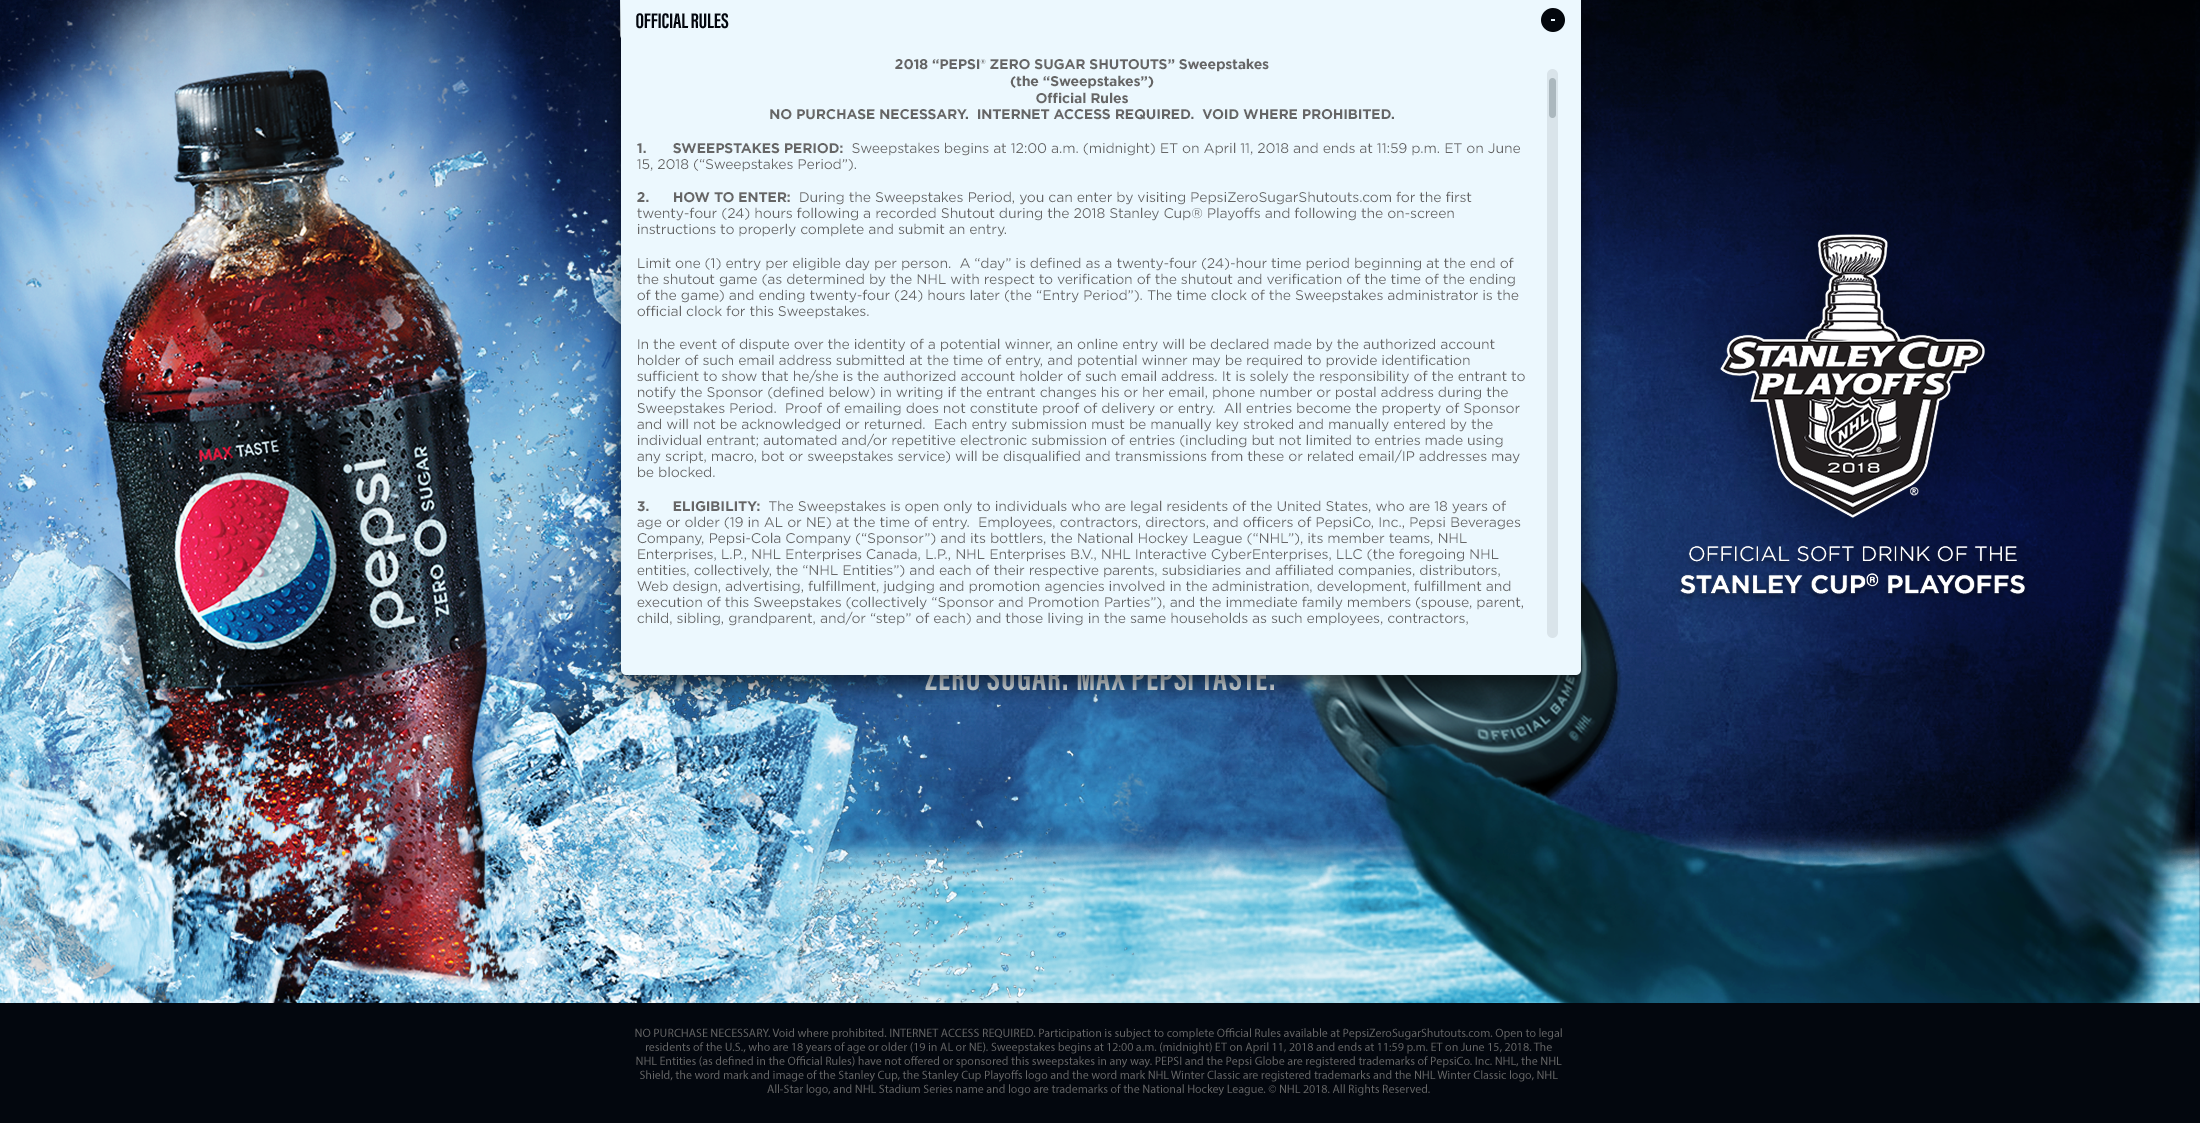 OFFICIAL RULES
-
2018 “PEPSI® ZERO SUGAR SHUTOUTS” Sweepstakes
(the “Sweepstakes”)
Official Rules
NO PURCHASE NECESSARY.  INTERNET ACCESS REQUIRED.  VOID WHERE PROHIBITED.
1. SWEEPSTAKES PERIOD:  Sweepstakes begins at 12:00 a.m. (midnight) ET on April 11, 2018 and ends at 11:59 p.m. ET on June
15, 2018 (“Sweepstakes Period”).
2. HOW TO ENTER:  During the Sweepstakes Period, you can enter by visiting PepsiZeroSugarShutouts.com for the first
twenty-four (24) hours following a recorded Shutout during the 2018 Stanley Cup® Playoffs and following the on-screen
instructions to properly complete and submit an entry.
Limit one (1) entry per eligible day per person.  A “day” is defined as a twenty-four (24)-hour time period beginning at the end of
the shutout game (as determined by the NHL with respect to verification of the shutout and verification of the time of the ending
of the game) and ending twenty-four (24) hours later (the “Entry Period”). The time clock of the Sweepstakes administrator is the
official clock for this Sweepstakes.
In the event of dispute over the identity of a potential winner, an online entry will be declared made by the authorized account
holder of such email address submitted at the time of entry, and potential winner may be required to provide identification
sufficient to show that he/she is the authorized account holder of such email address. It is solely the responsibility of the entrant to
notify the Sponsor (defined below) in writing if the entrant changes his or her email, phone number or postal address during the
Sweepstakes Period.  Proof of emailing does not constitute proof of delivery or entry.  All entries become the property of Sponsor
and will not be acknowledged or returned.  Each entry submission must be manually key stroked and manually entered by the
individual entrant; automated and/or repetitive electronic submission of entries (including but not limited to entries made using
any script, macro, bot or sweepstakes service) will be disqualified and transmissions from these or related email/IP addresses may
be blocked.
3. ELIGIBILITY:  The Sweepstakes is open only to individuals who are legal residents of the United States, who are 18 years of
age or older (19 in AL or NE) at the time of entry.  Employees, contractors, directors, and officers of PepsiCo, Inc., Pepsi Beverages
Company, Pepsi-Cola Company (“Sponsor”) and its bottlers, the National Hockey League (“NHL”), its member teams, NHL
Enterprises, L.P., NHL Enterprises Canada, L.P., NHL Enterprises B.V., NHL Interactive CyberEnterprises, LLC (the foregoing NHL
entities, collectively, the “NHL Entities”) and each of their respective parents, subsidiaries and affiliated companies, distributors,
Web design, advertising, fulfillment, judging and promotion agencies involved in the administration, development, fulfillment and
execution of this Sweepstakes (collectively “Sponsor and Promotion Parties”), and the immediate family members (spouse, parent,
child, sibling, grandparent, and/or “step” of each) and those living in the same households as such employees, contractors,
MAX TASTE
pepsi
ZERO SUGAR
ZERO SUGAR. MAX PEPSI TASTE.
OFFICIAL GAME
© NHL
STANLEY CUP
PLAYOFFS
NHL
2018
OFFICIAL SOFT DRINK OF THE
STANLEY CUP® PLAYOFFS
NO PURCHASE NECESSARY. Void where prohibited. INTERNET ACCESS REQUIRED. Participation is subject to complete Official Rules available at PepsiZeroSugarShutouts.com. Open to legal
residents of the U.S., who are 18 years of age or older (19 in AL or NE). Sweepstakes begins at 12:00 a.m. (midnight) ET on April 11, 2018 and ends at 11:59 p.m. ET on June 15, 2018. The
NHL Entities (as defined in the Official Rules) have not offered or sponsored this sweepstakes in any way. PEPSI and the Pepsi Globe are registered trademarks of PepsiCo. Inc. NHL, the NHL
Shield, the word mark and image of the Stanley Cup, the Stanley Cup Playoffs logo and the word mark NHL Winter Classic are registered trademarks and the NHL Winter Classic logo, NHL
All-Star logo, and NHL Stadium Series name and logo are trademarks of the National Hockey League. © NHL 2018. All Rights Reserved.